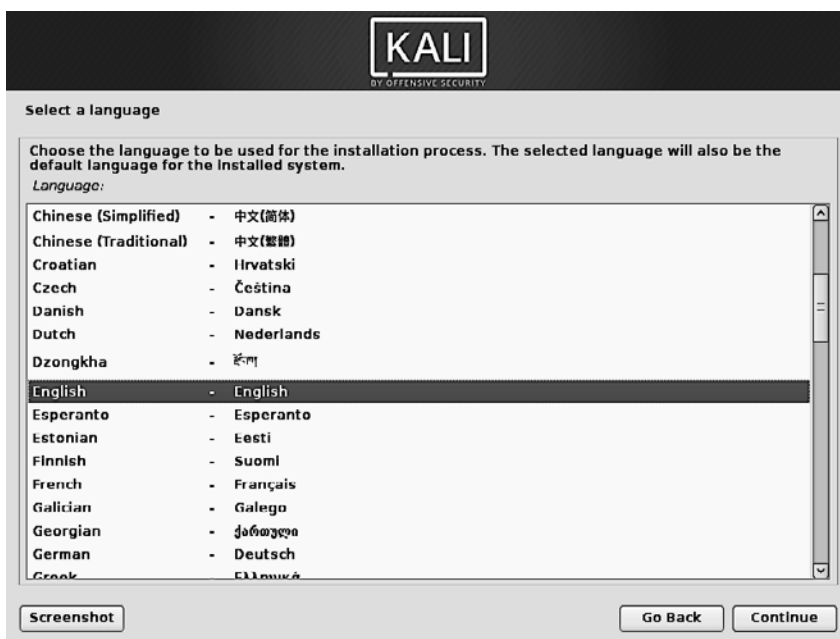 KALI
BY OFFENSIVE SECURITY
Select a language
Choose the language to be used for the installation process. The selected language will also be the
default language for the installed system.
Language:
Chinese (Simplified) - 中文(简体)
Chinese (Traditional) - 中文(繁體)
Croatian - Hrvatski
Czech - Čeština
Danish - Dansk
Dutch - Nederlands
Dzongkha - རྫོང་ཁ
English - English
Esperanto - Esperanto
Estonian - Eesti
Finnish - Suomi
French - Français
Galician - Galego
Georgian - ქართული
German - Deutsch
Greek - Ελληνικά
Screenshot
Go Back
Continue